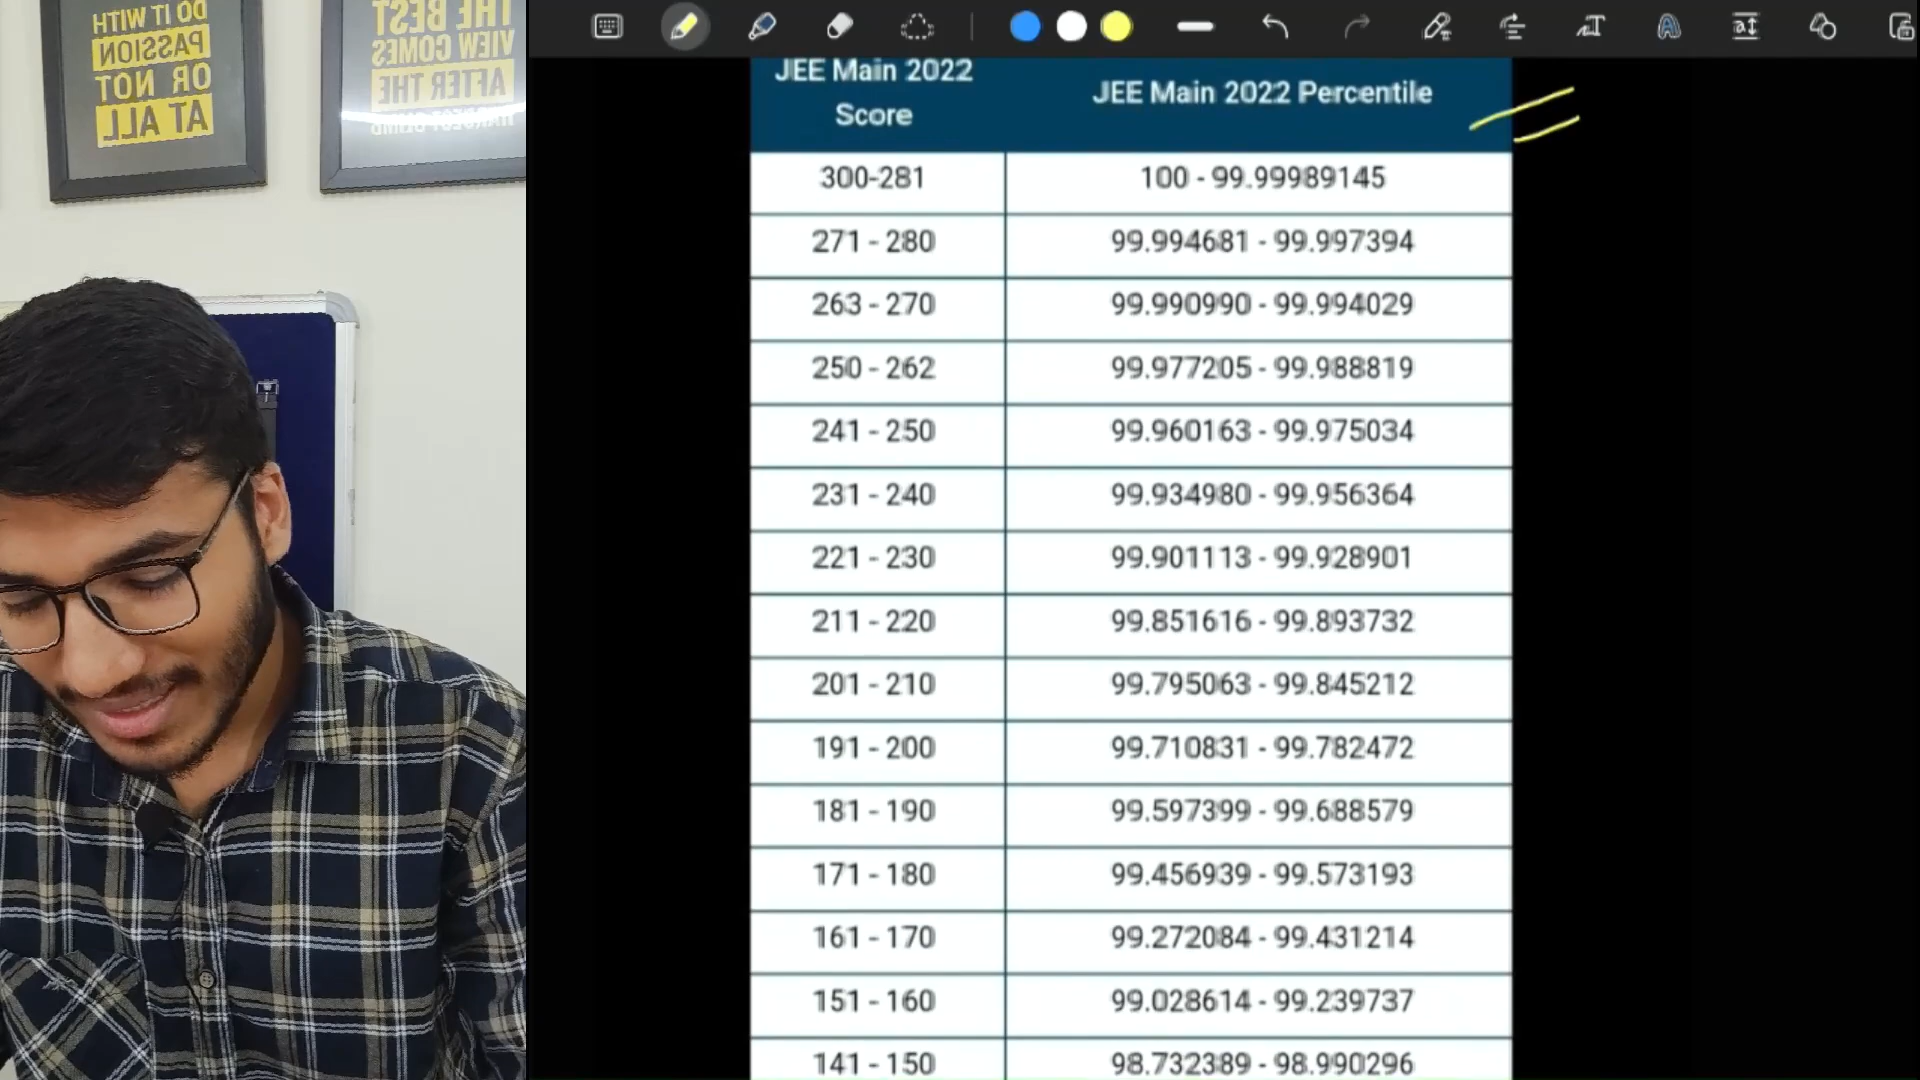 DO IT WITH
PASSION
OR NOT
AT ALL
THE BEST
VIEW COMES
AFTER THE
HARDEST CLIMB
JEE Main 2022
Score
JEE Main 2022 Percentile
300-281
100 - 99.99989145
271 - 280
99.994681 - 99.997394
263 - 270
99.990990 - 99.994029
250 - 262
99.977205 - 99.988819
241 - 250
99.960163 - 99.975034
231 - 240
99.934980 - 99.956364
221 - 230
99.901113 - 99.928901
211 - 220
99.851616 - 99.893732
201 - 210
99.795063 - 99.845212
191 - 200
99.710831 - 99.782472
181 - 190
99.597399 - 99.688579
171 - 180
99.456939 - 99.573193
161 - 170
99.272084 - 99.431214
151 - 160
99.028614 - 99.239737
141 - 150
98.732389 - 98.990296